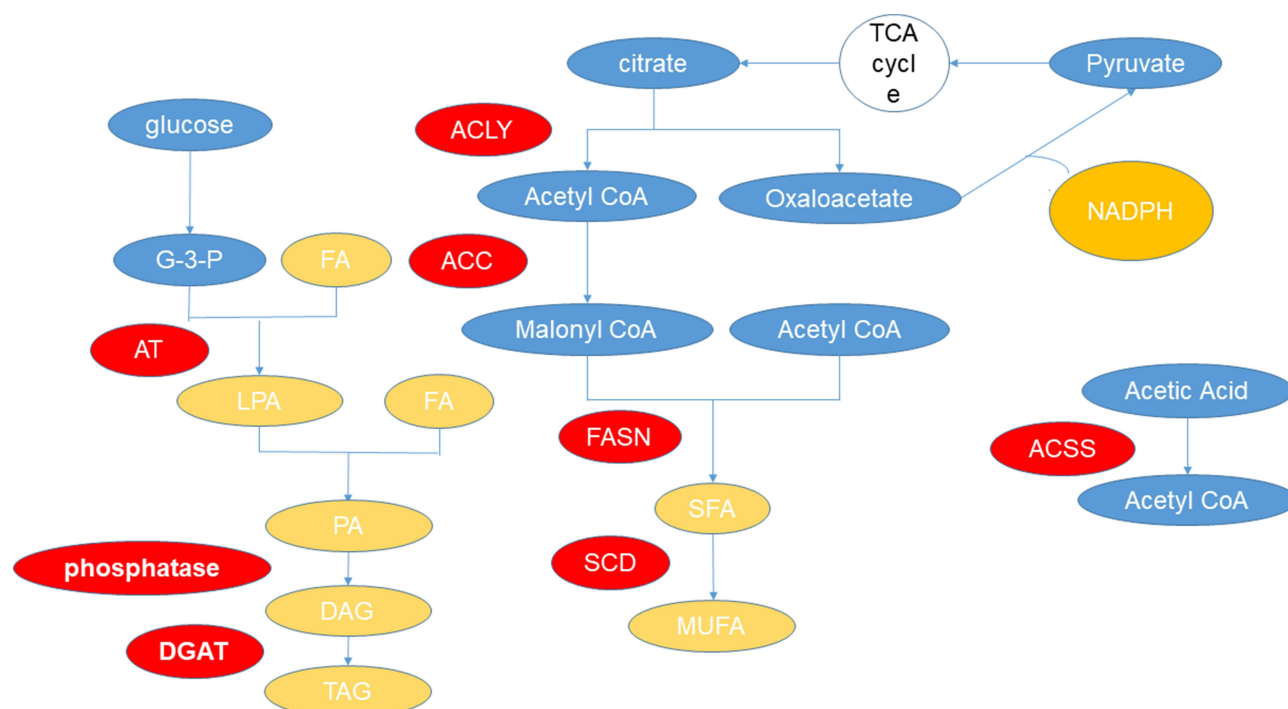 TCA
cycl
e
citrate
Pyruvate
glucose
ACLY
Acetyl CoA
Oxaloacetate
NADPH
G-3-P
FA
ACC
Malonyl CoA
Acetyl CoA
AT
LPA
FA
Acetic Acid
FASN
ACSS
Acetyl CoA
SFA
PA
phosphatase
SCD
DAG
MUFA
DGAT
TAG